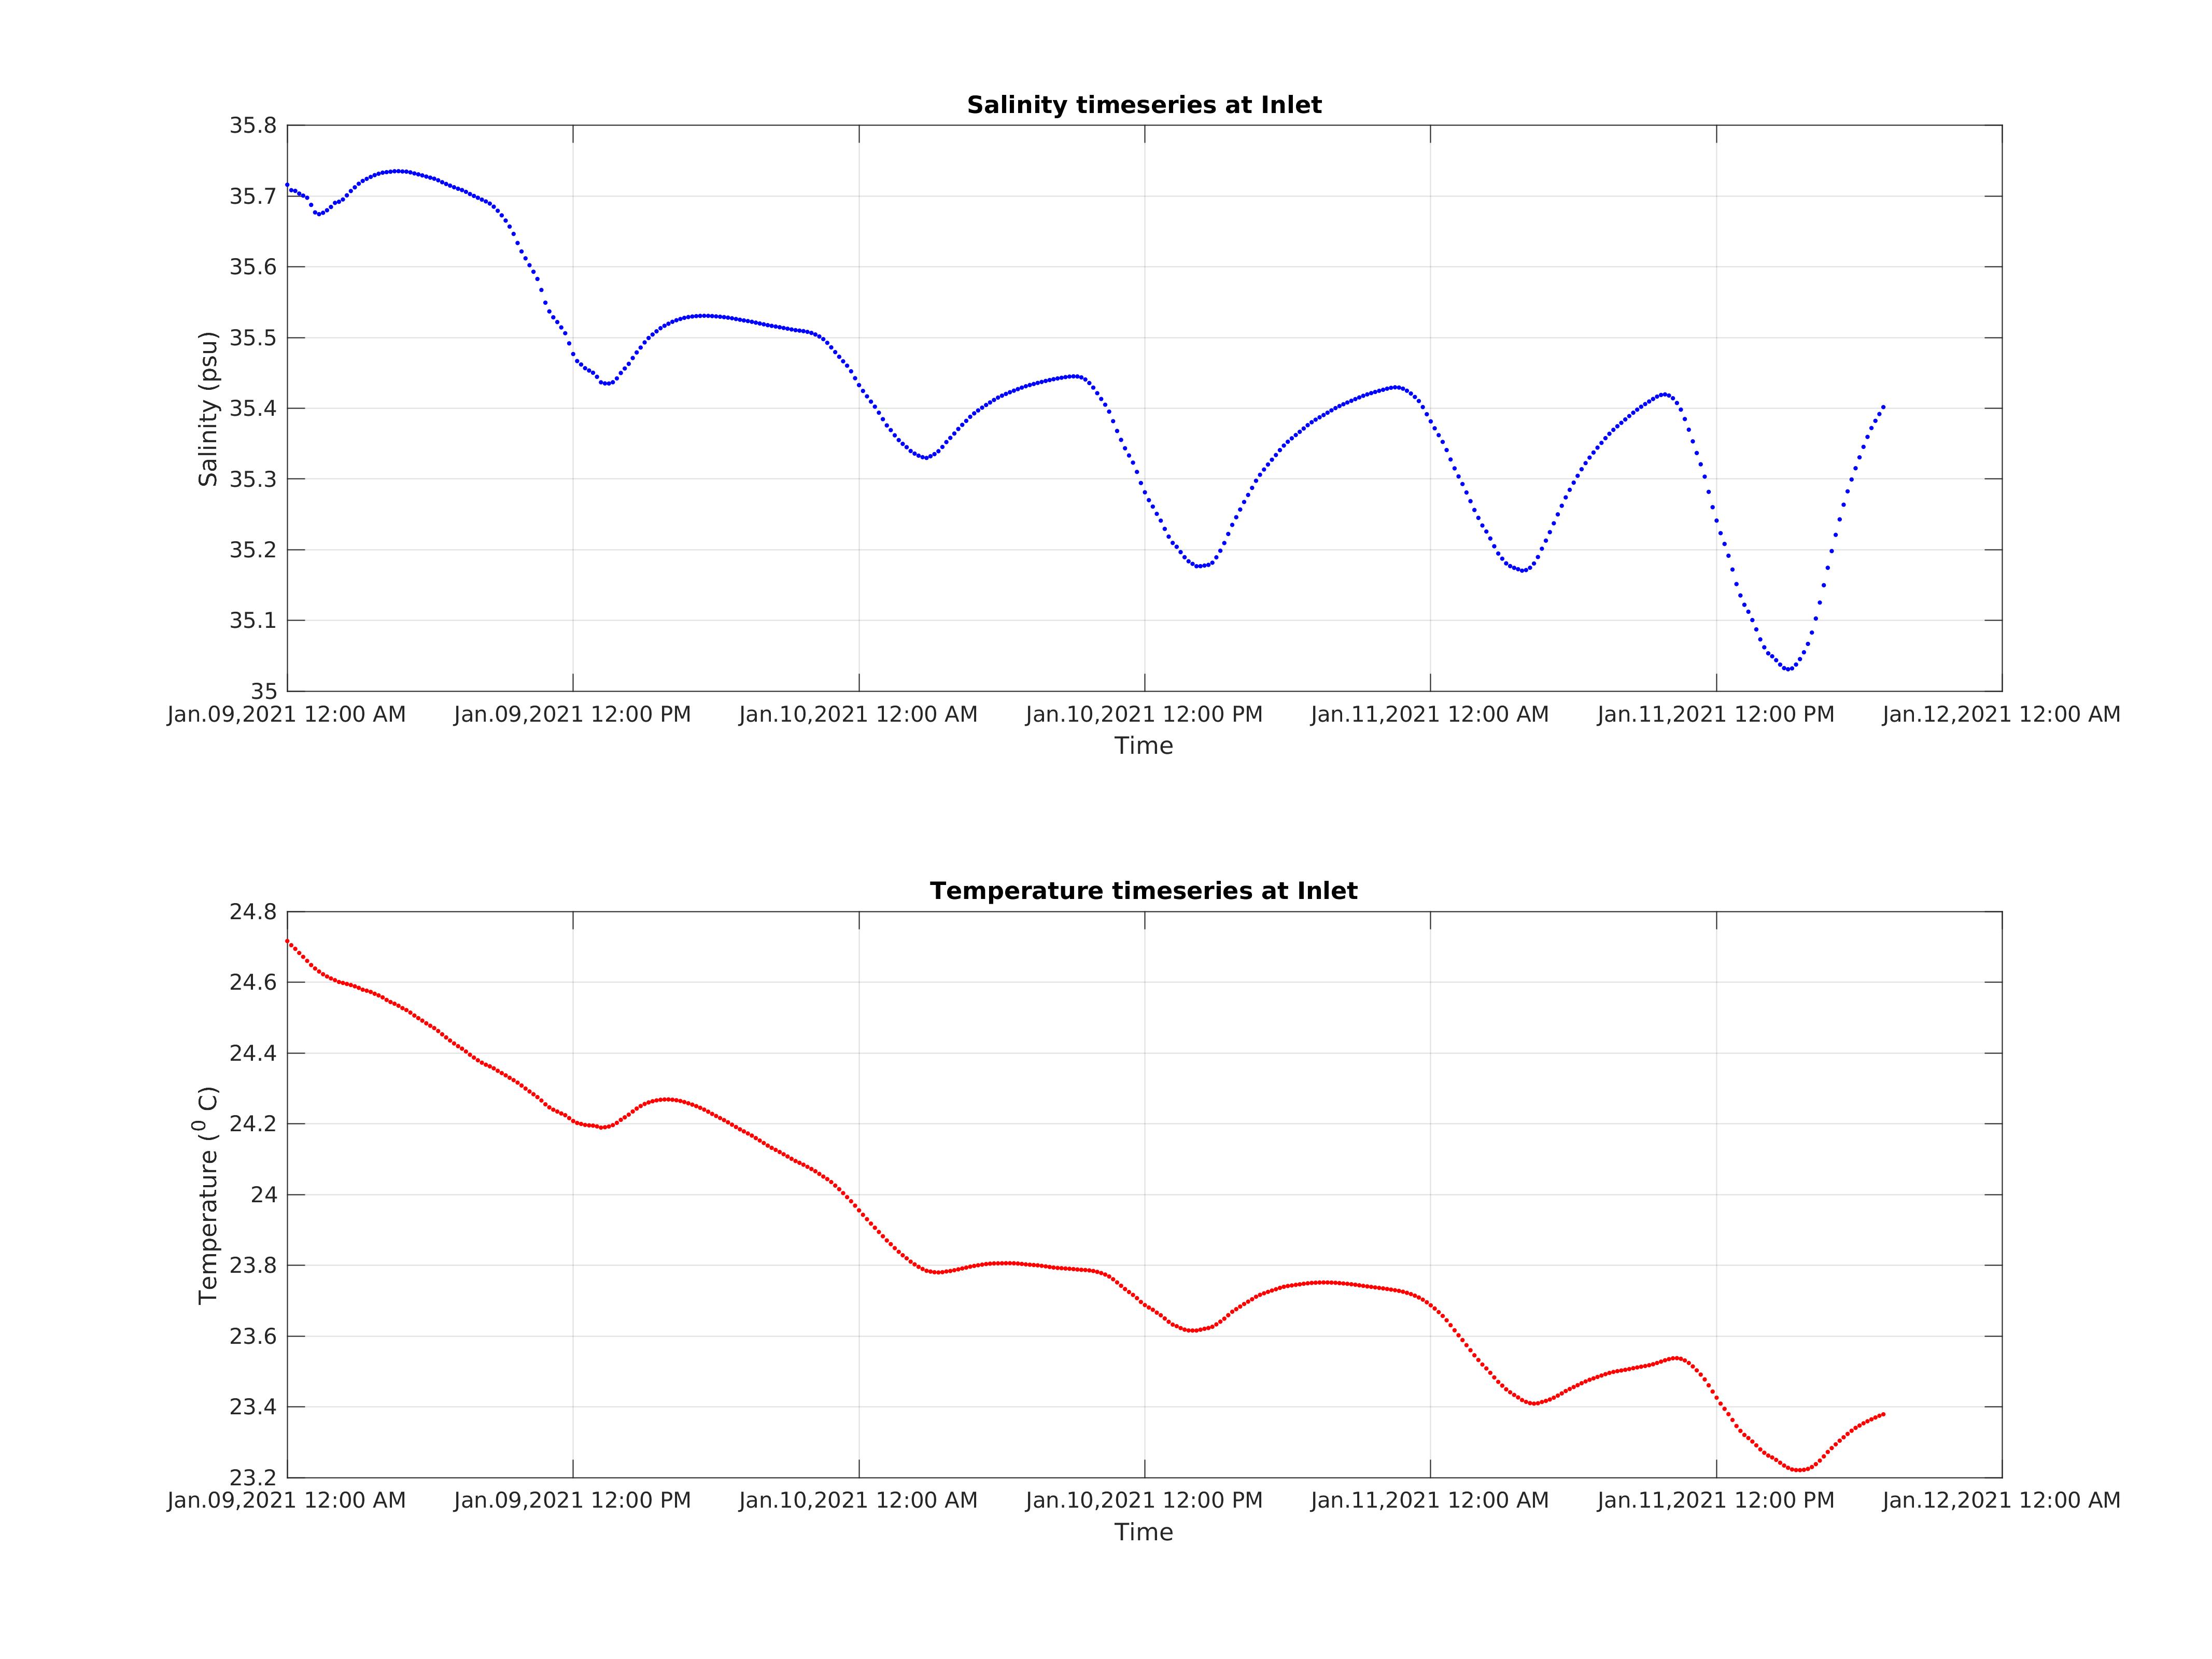 Salinity timeseries at Inlet
35.8
35.7
35.6
35.5
35.4
35.3
35.2
35.1
35
Salinity (psu)
Jan.09,2021 12:00 AM Jan.09,2021 12:00 PM Jan.10,2021 12:00 AM Jan.10,2021 12:00 PM Jan.11,2021 12:00 AM Jan.11,2021 12:00 PM Jan.12,2021 12:00 AM
Time
Temperature timeseries at Inlet
24.8
24.6
24.4
24.2
24
23.8
23.6
23.4
23.2
Temperature (⁰ C)
Jan.09,2021 12:00 AM Jan.09,2021 12:00 PM Jan.10,2021 12:00 AM Jan.10,2021 12:00 PM Jan.11,2021 12:00 AM Jan.11,2021 12:00 PM Jan.12,2021 12:00 AM
Time